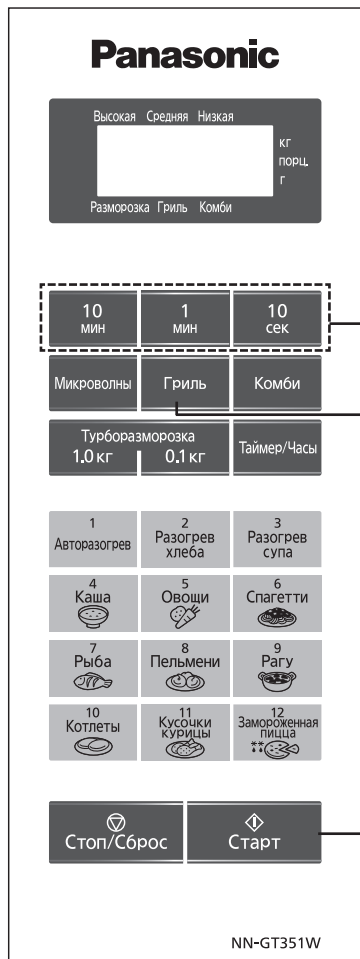 Panasonic
Высокая Средняя Низкая
кг
порц.
г
Разморозка Гриль Комби
10 мин
1 мин
10 сек
Микроволны Гриль Комби
Турборазморозка
1.0 кг 0.1 кг
Таймер/Часы
1
Авторазогрев
2
Разогрев
хлеба
3
Разогрев
супа
4
Каша
5
Овощи
6
Спагетти
7
Рыба
8
Пельмени
9
Рагу
10
Котлеты
11
Кусочки
курицы
12
Замороженная
пицца
Стоп/Сброс
Старт
NN-GT351W